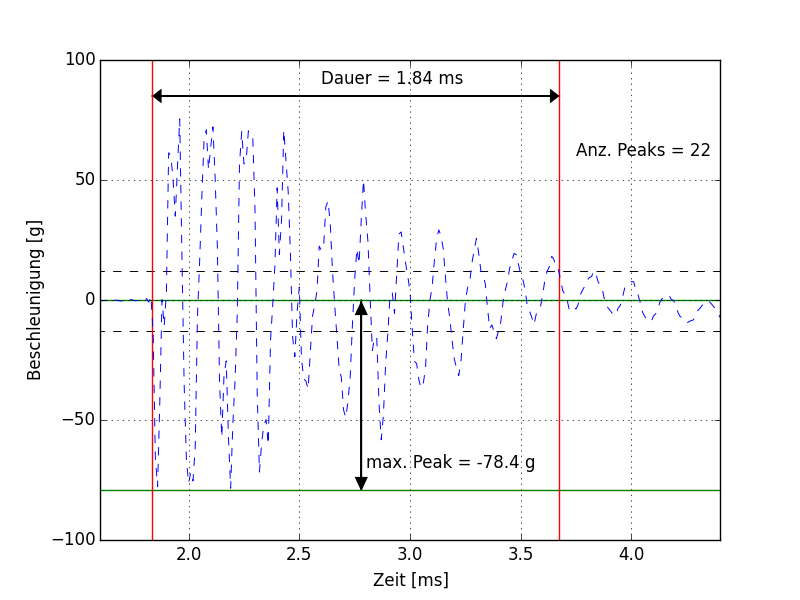 100
Dauer = 1.84 ms
Anz. Peaks = 22
50
0
−50
max. Peak = -78.4 g
−100
Beschleunigung [g]
2.0 2.5 3.0 3.5 4.0
Zeit [ms]